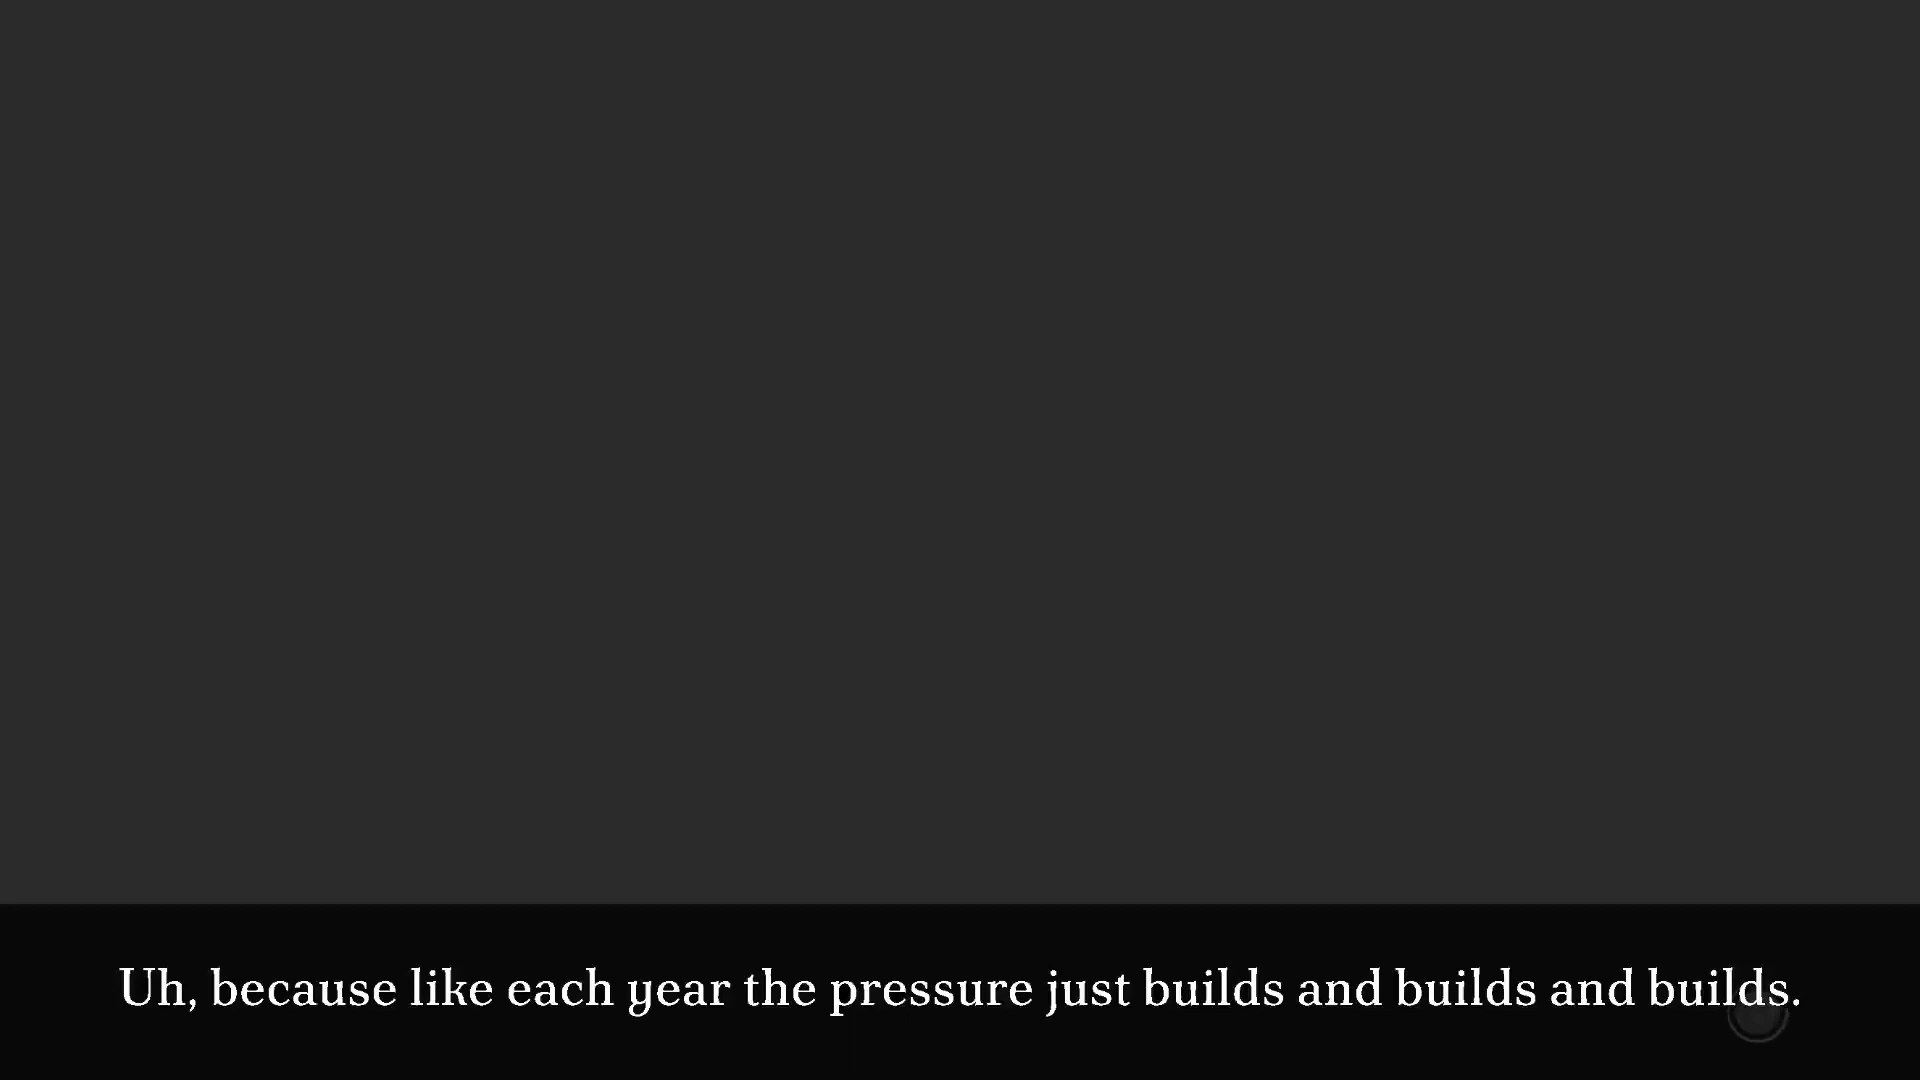 Uh, because like each year the pressure just builds and builds and builds.